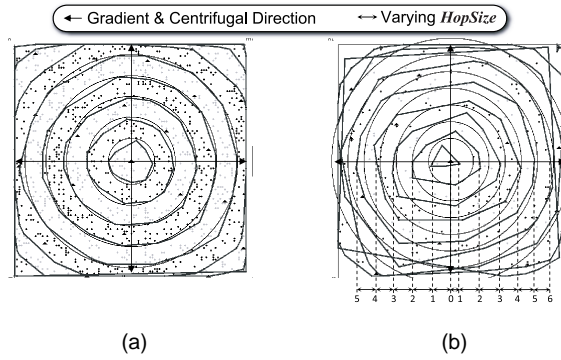 ← Gradient & Centrifugal Direction ↔ Varying HopSize
5 4 3 2 1 0 1 2 3 4 5 6
(a) (b)